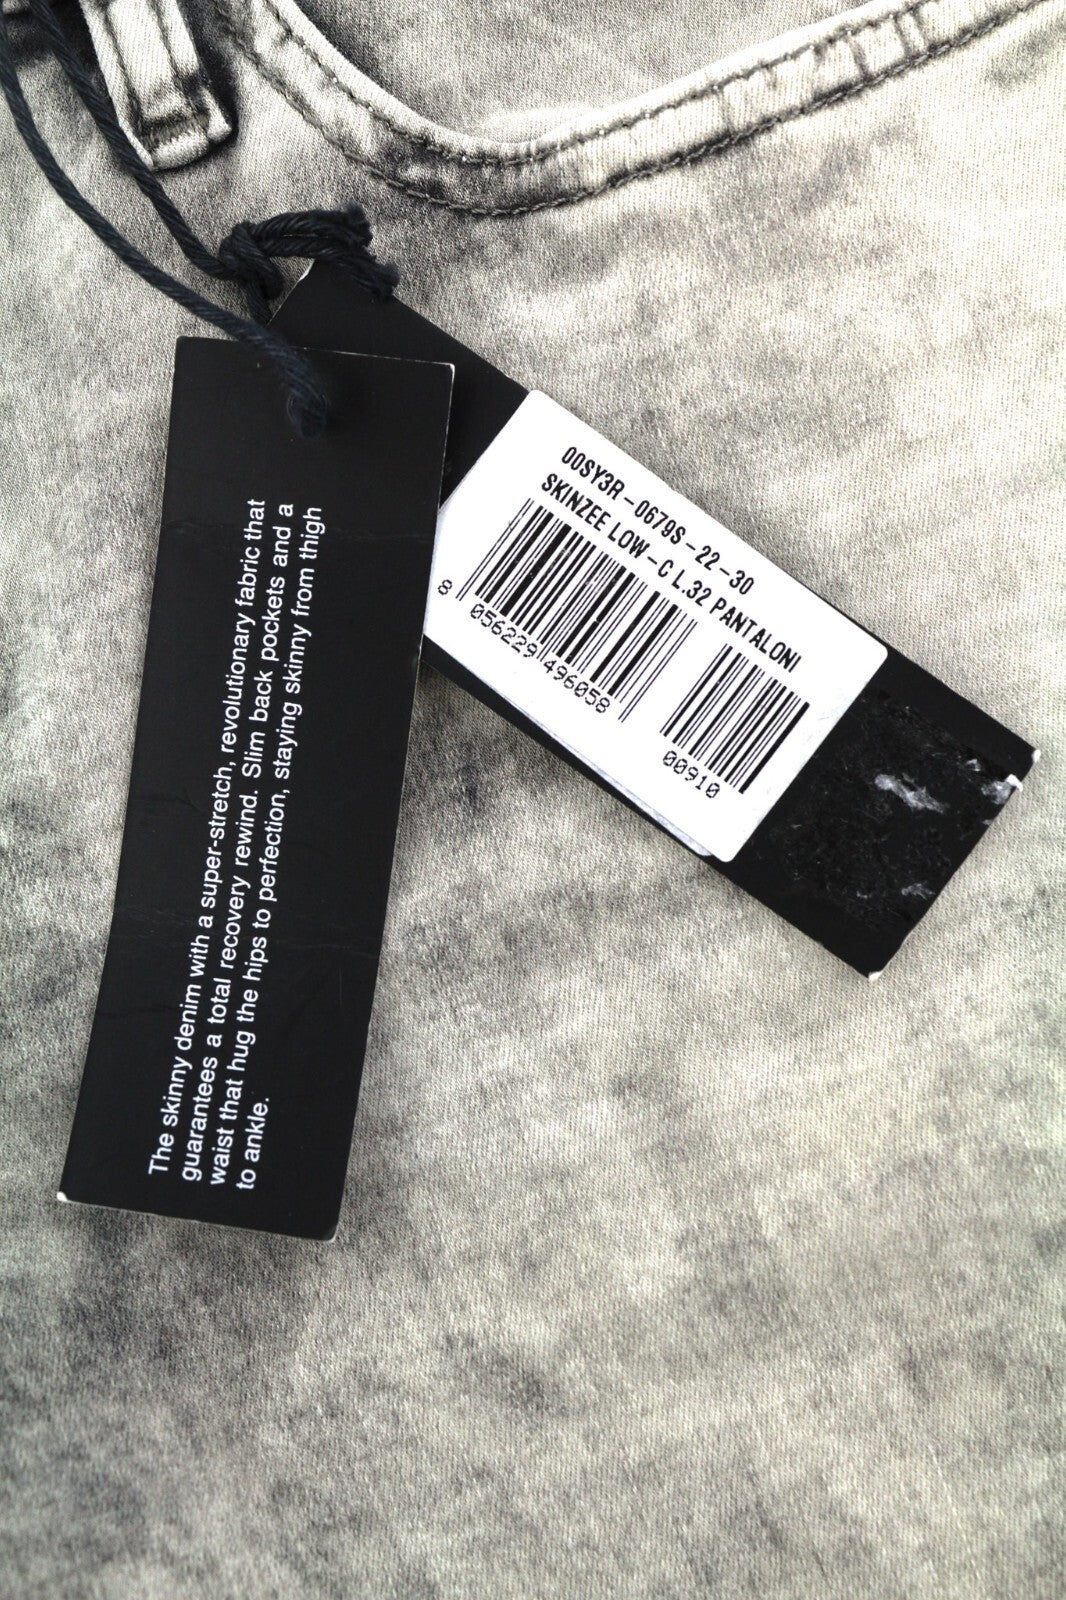 The skinny denim with a super-stretch, revolutionary fabric that
guarantees a total recovery rewind. Slim back pockets and a
waist that hug the hips to perfection, staying skinny from thigh
to ankle.
00SY3R-0679S-22-30
SKINZEE LOW-C L.32 PANTALONI
8 056229 496058
00910